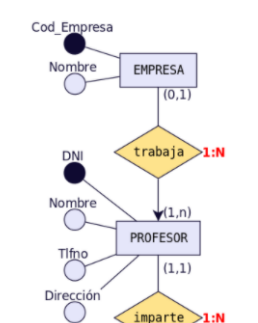 Cod_Empresa
Nombre
EMPRESA
(0,1)
trabaja
1:N
DNI
(1,n)
Nombre
PROFESOR
Tlfno
(1,1)
Dirección
imparte
1:N